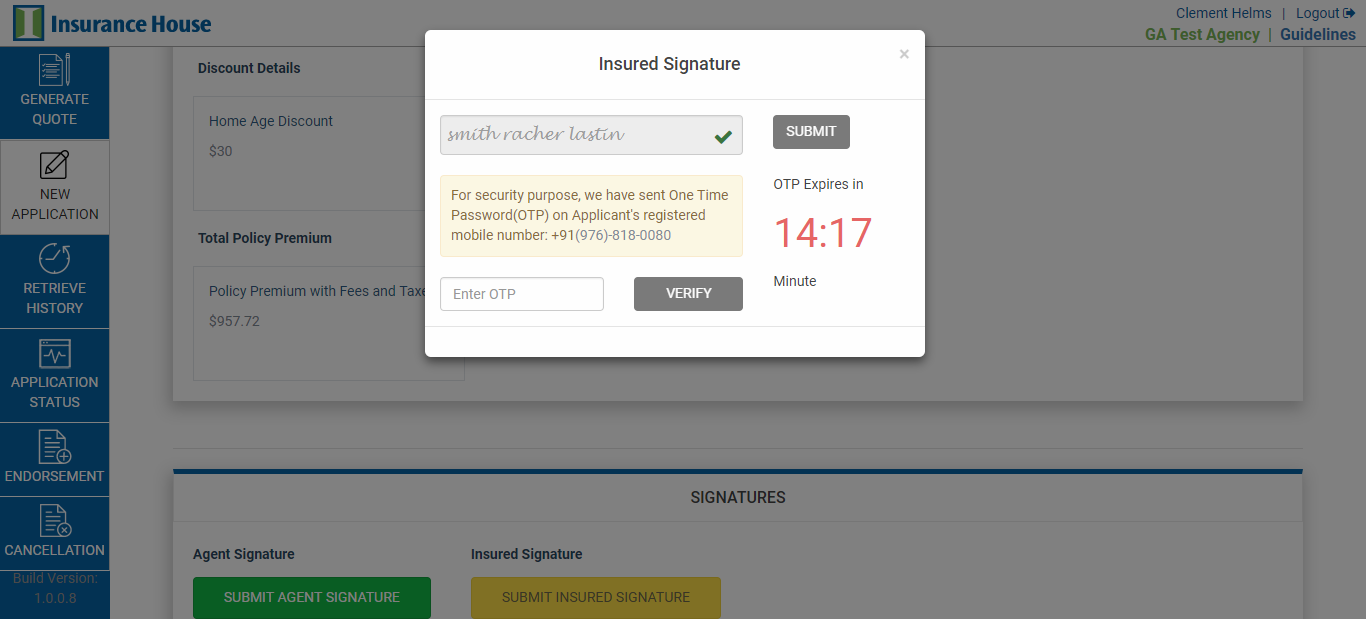 Insurance House
Clement Helms | Logout
GA Test Agency | Guidelines
GENERATE
QUOTE
NEW
APPLICATION
RETRIEVE
HISTORY
APPLICATION
STATUS
ENDORSEMENT
CANCELLATION
Build Version:
1.0.0.8
Discount Details
Home Age Discount
$30
Total Policy Premium
Policy Premium with Fees and Taxe
$957.72
Insured Signature
×
smith racher lastin
SUBMIT
For security purpose, we have sent One Time
Password(OTP) on Applicant's registered
mobile number: +91(976)-818-0080
OTP Expires in
14:17
Minute
Enter OTP
VERIFY
SIGNATURES
Agent Signature
Insured Signature
SUBMIT AGENT SIGNATURE
SUBMIT INSURED SIGNATURE